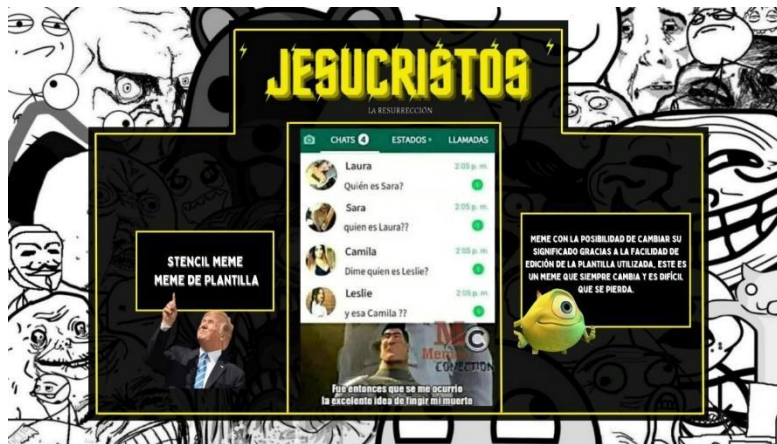 JESUCRISTOS
LA RESURRECCIÓN
CHATS 4 ESTADOS LLAMADAS
Laura 2:05 p. m.
Quién es Sara?
Sara 2:05 p. m.
quien es Laura??
Camila 2:05 p. m.
Dime quien es Leslie?
Leslie 2:05 p. m.
y esa Camila ??
STENCIL MEME
MEME DE PLANTILLA
MEME CON LA POSIBILIDAD DE CAMBIAR SU
SIGNIFICADO GRACIAS A LA FACILIDAD DE
EDICIÓN DE LA PLANTILLA UTILIZADA, ESTE ES
UN MEME QUE SIEMPRE CAMBIA Y ES DIFÍCIL
QUE SE PIERDA.
Fue entonces que se me ocurrio
la excelente idea de fingir mi muerto